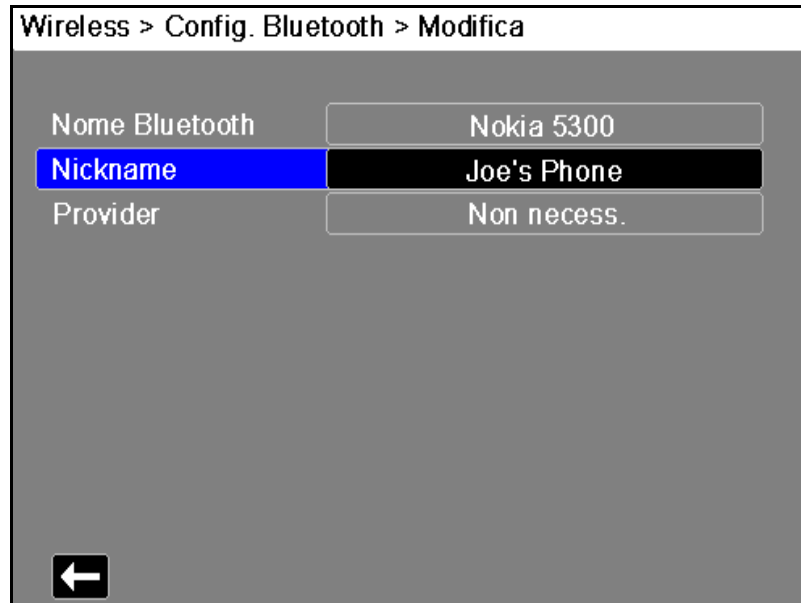 Wireless > Config. Bluetooth > Modifica
Nome Bluetooth Nokia 5300
Nickname Joe's Phone
Provider Non necess.